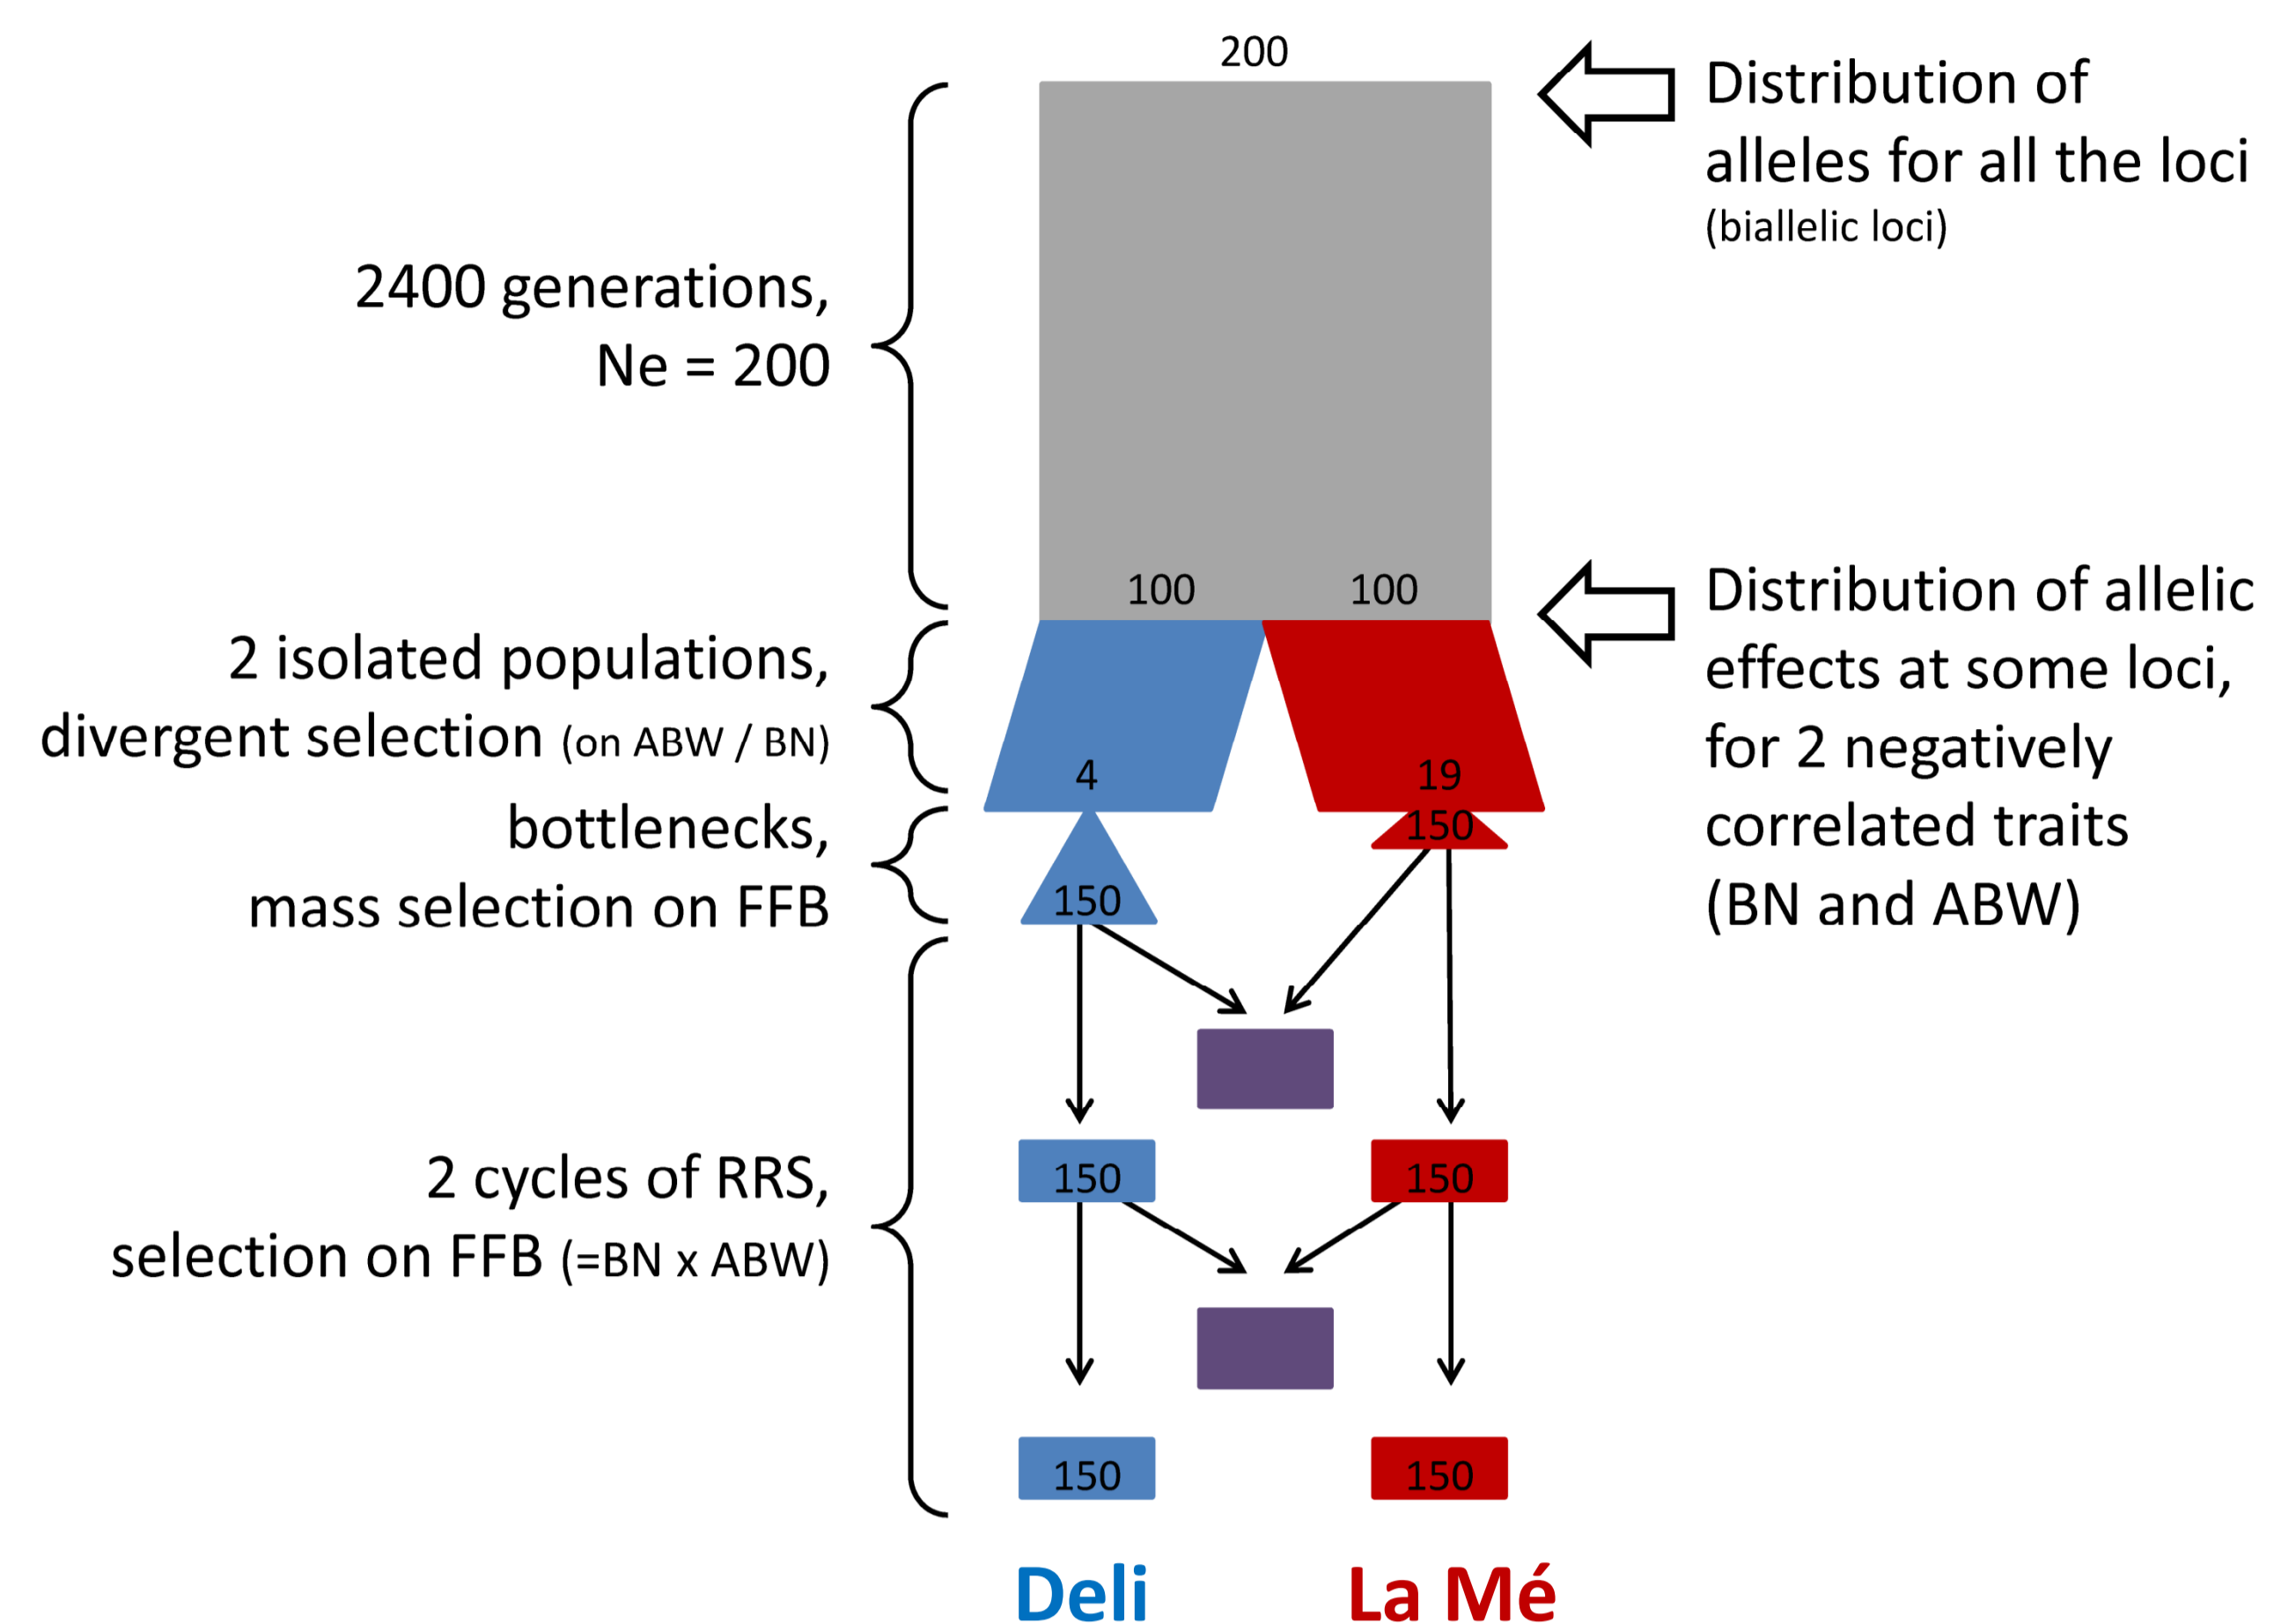 200
Distribution of
alleles for all the loci
(biallelic loci)
2400 generations,
Ne = 200
100 100
Distribution of allelic
effects at some loci,
for 2 negatively
correlated traits
(BN and ABW)
2 isolated populations,
divergent selection (on ABW / BN)
4 19
bottlenecks,
mass selection on FFB
150
150
2 cycles of RRS,
selection on FFB (=BN x ABW)
150 150
150 150
Deli La Mé